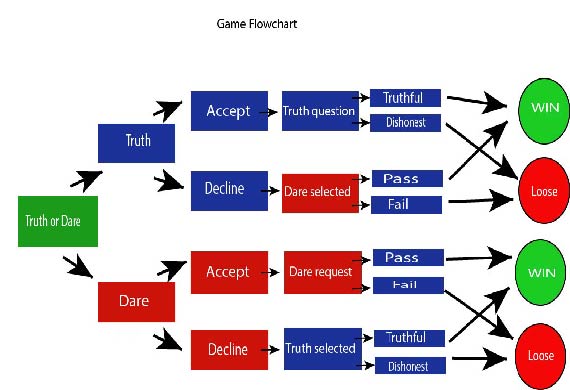 Game Flowchart
Truth or Dare
Truth
Accept
Truth question
Truthful
Dishonest
WIN
Decline
Dare selected
Pass
Fail
Loose
Dare
Accept
Dare request
Pass
Fail
WIN
Decline
Truth selected
Truthful
Dishonest
Loose